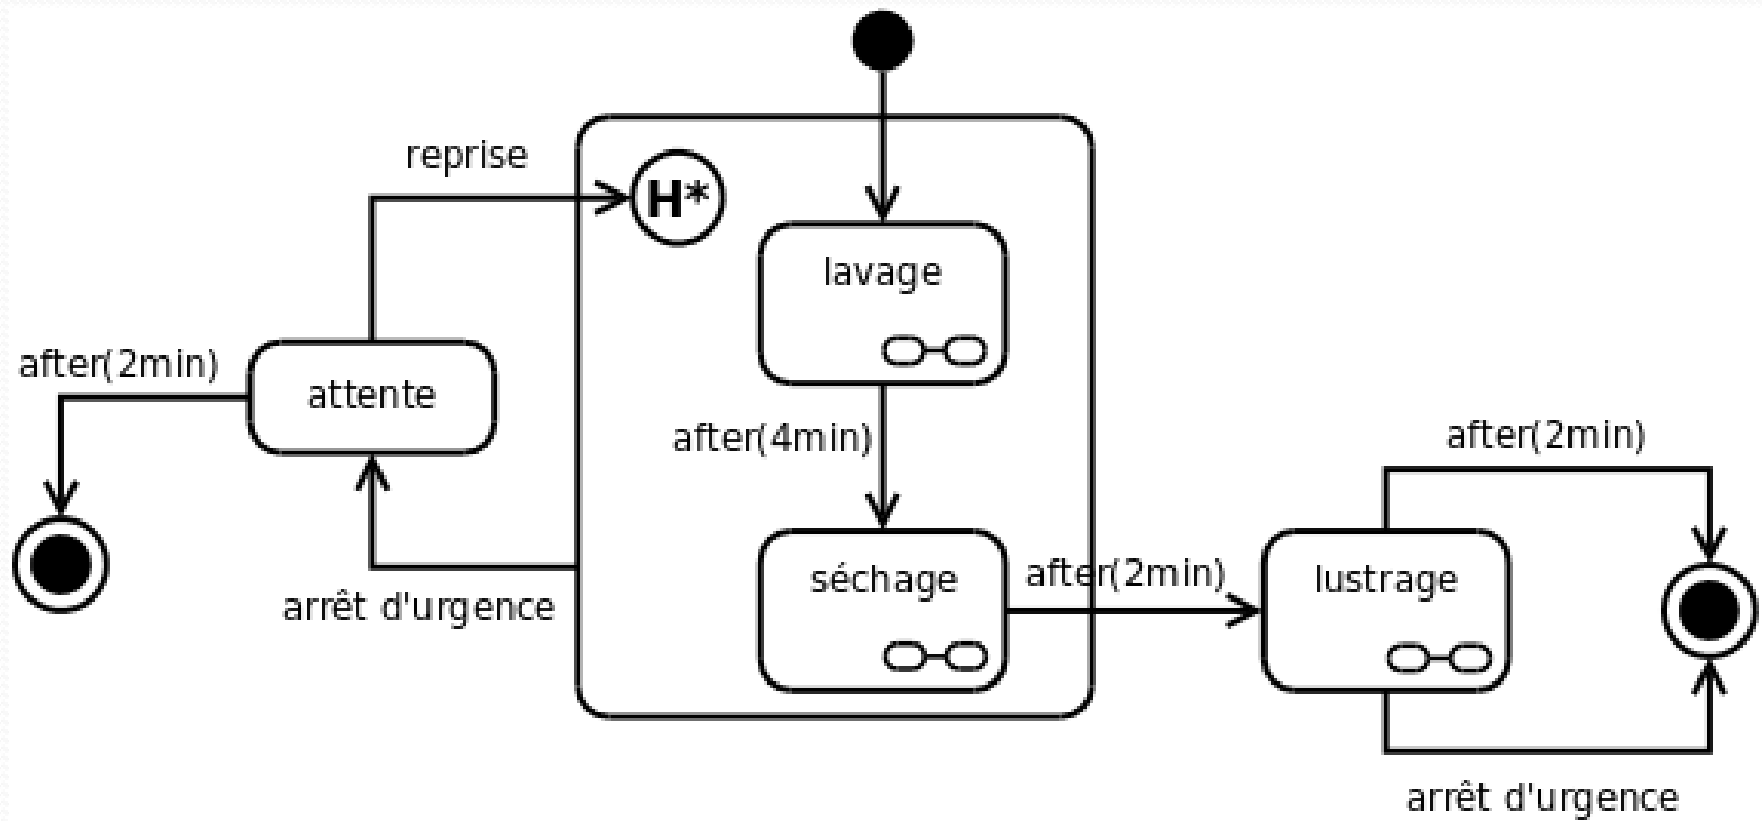 reprise
H*
lavage
after(2min)
attente
after(4min)
after(2min)
séchage
after(2min)
lustrage
arrêt d'urgence
arrêt d'urgence